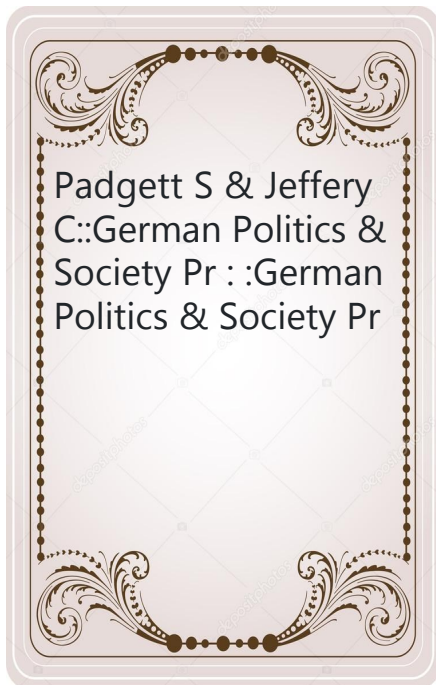 Padgett S & Jeffery
C::German Politics &
Society Pr : :German
Politics & Society Pr